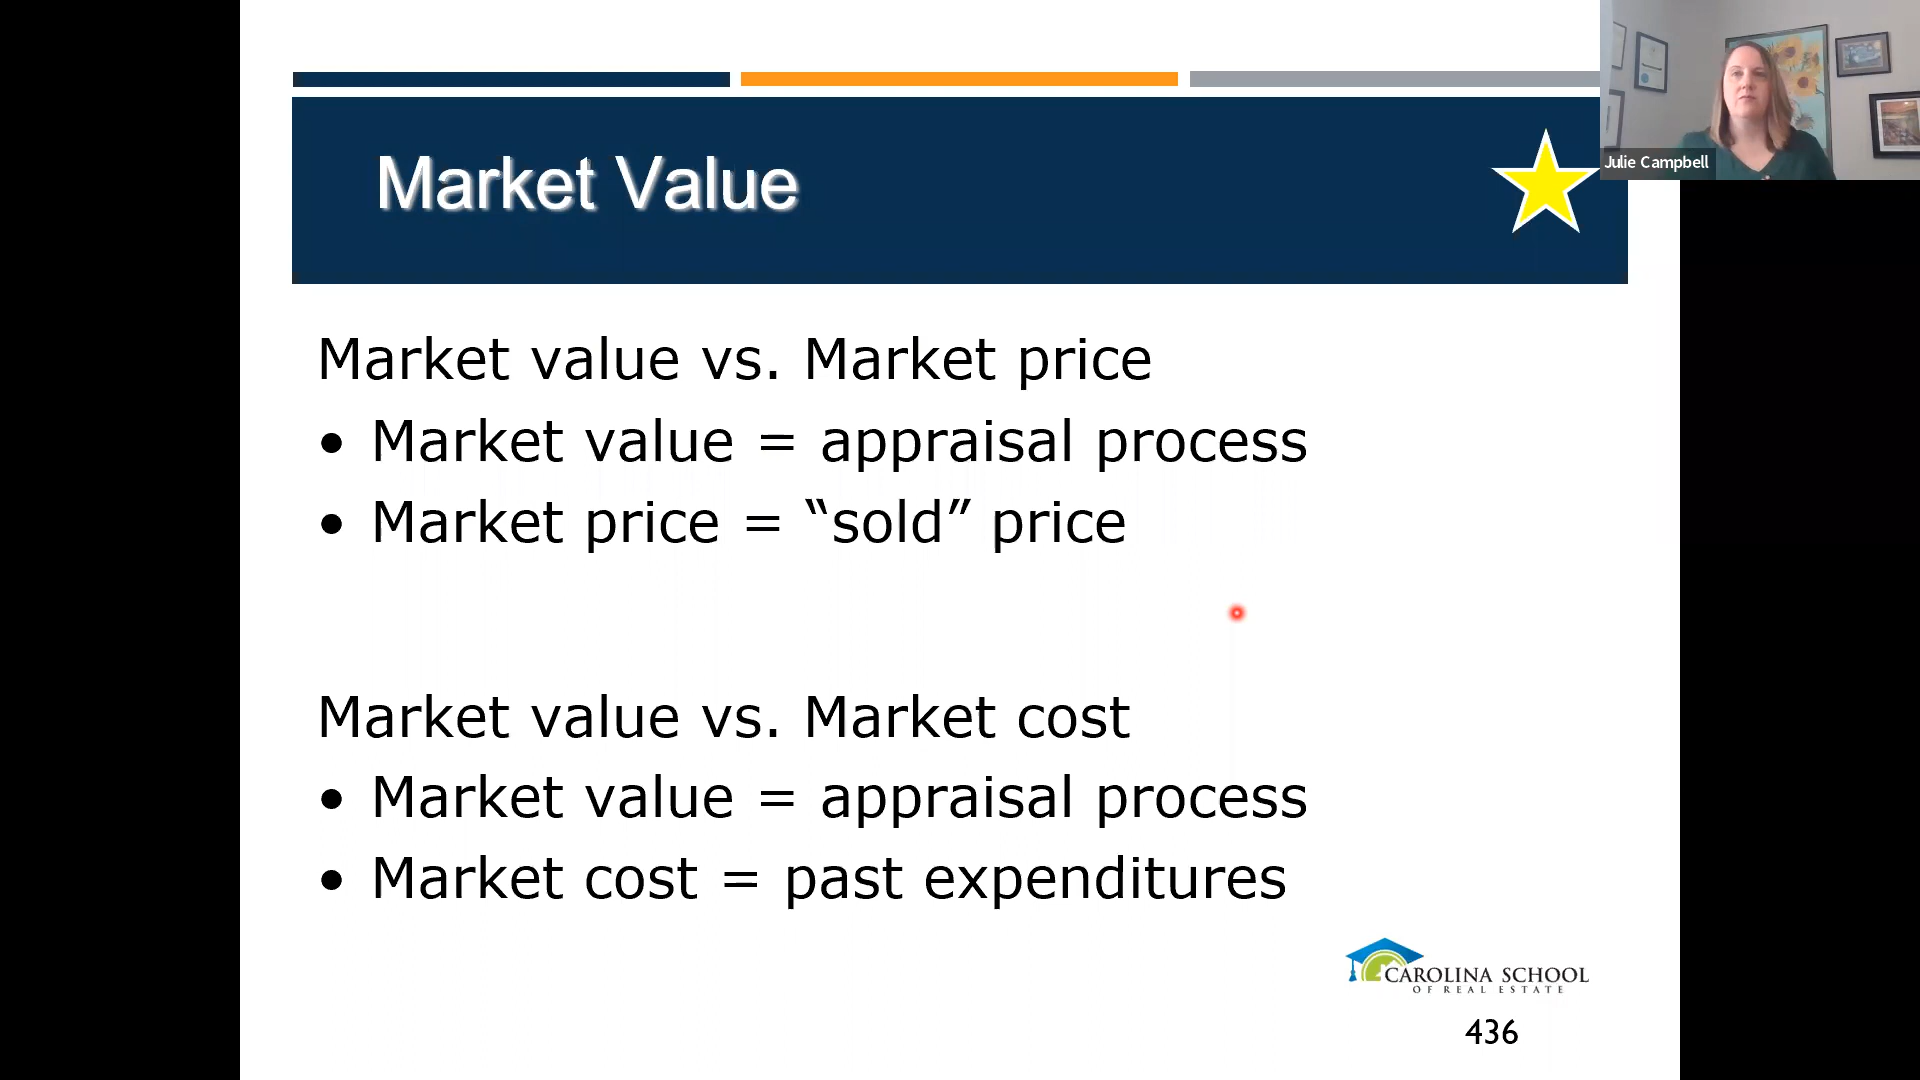 Market Value
Julie Campbell
Market value vs. Market price
• Market value = appraisal process
• Market price = “sold” price
Market value vs. Market cost
• Market value = appraisal process
• Market cost = past expenditures
CAROLINA SCHOOL
OF REAL ESTATE
436